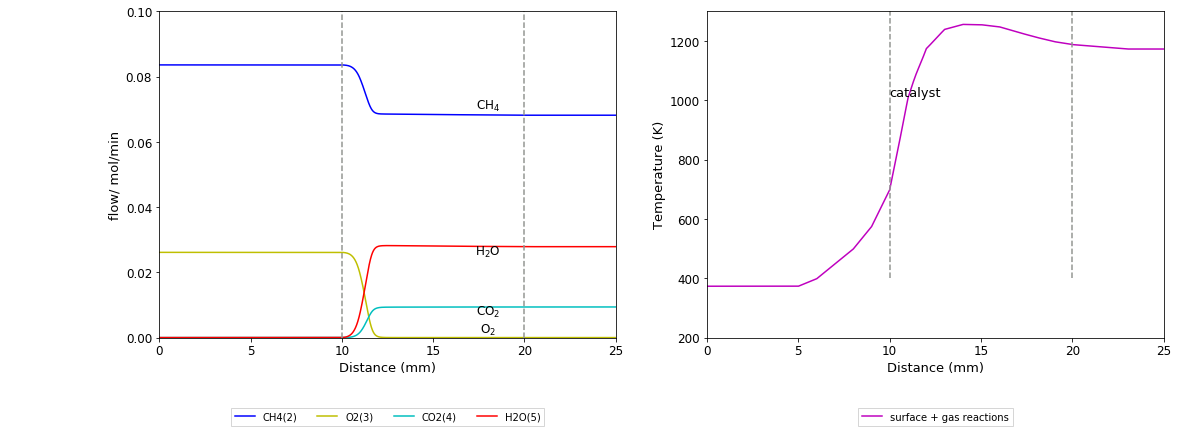 0.10
0.08
0.06
0.04
0.02
0.00
flow/ mol/min
CH₄
H₂O
CO₂
O₂
0 5 10 15 20 25
Distance (mm)
CH4(2) O2(3) CO2(4) H2O(5)
1200
1000
800
600
400
200
Temperature (K)
catalyst
0 5 10 15 20 25
Distance (mm)
surface + gas reactions